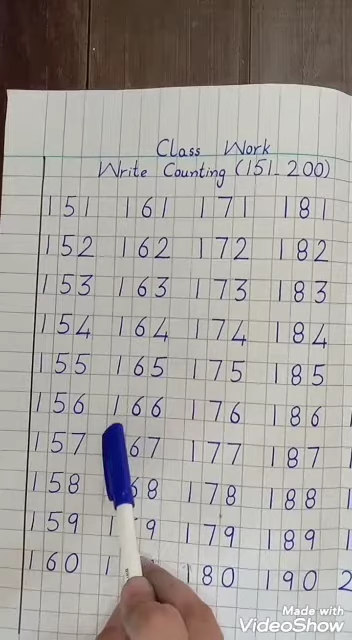 Class Work
Write Counting (151-200)
151 161 171 181
152 162 172 182
153 163 173 183
154 164 174 184
155 165 175 185
156 166 176 186
157 67 177 187
158 68 178 188
159 9 179 189
160 180 190
Made with
VideoShow